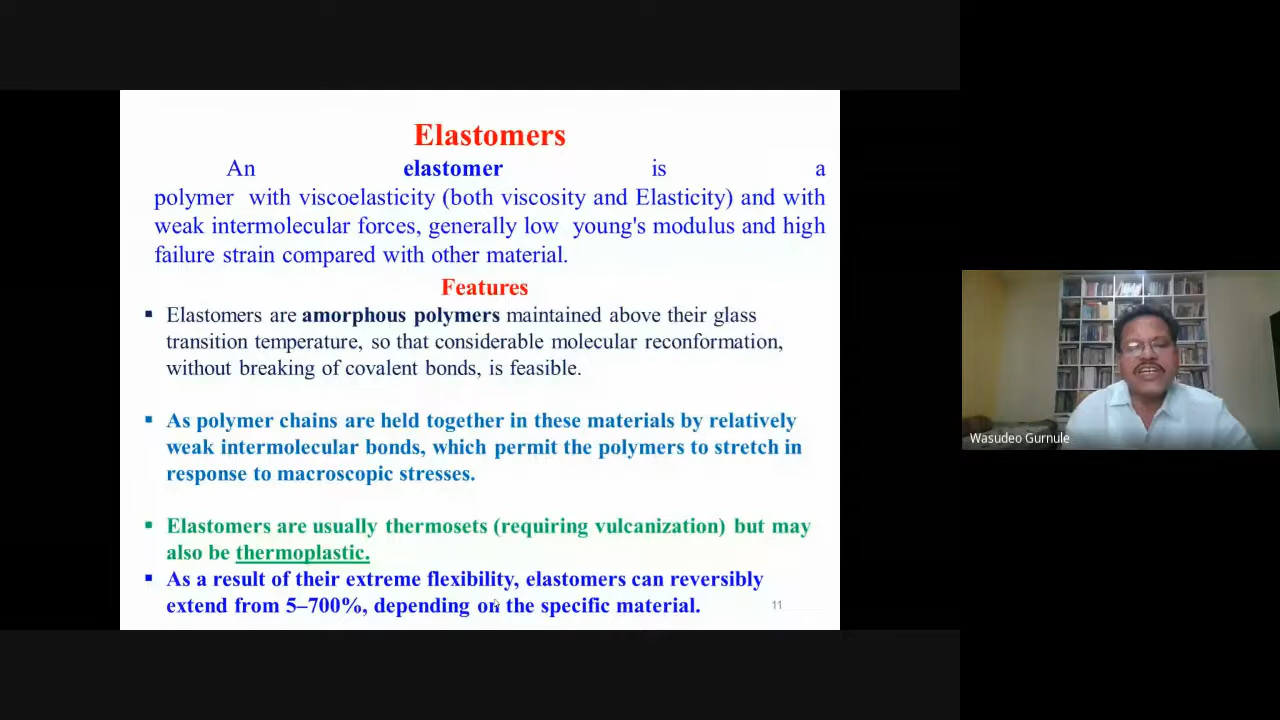 Elastomers
An elastomer is a
polymer with viscoelasticity (both viscosity and Elasticity) and with
weak intermolecular forces, generally low young's modulus and high
failure strain compared with other material.
Features
▪ Elastomers are amorphous polymers maintained above their glass
transition temperature, so that considerable molecular reconformation,
without breaking of covalent bonds, is feasible.
▪ As polymer chains are held together in these materials by relatively
weak intermolecular bonds, which permit the polymers to stretch in
response to macroscopic stresses.
▪ Elastomers are usually thermosets (requiring vulcanization) but may
also be thermoplastic.
▪ As a result of their extreme flexibility, elastomers can reversibly
extend from 5–700%, depending on the specific material.
11
Wasudeo Gurnule